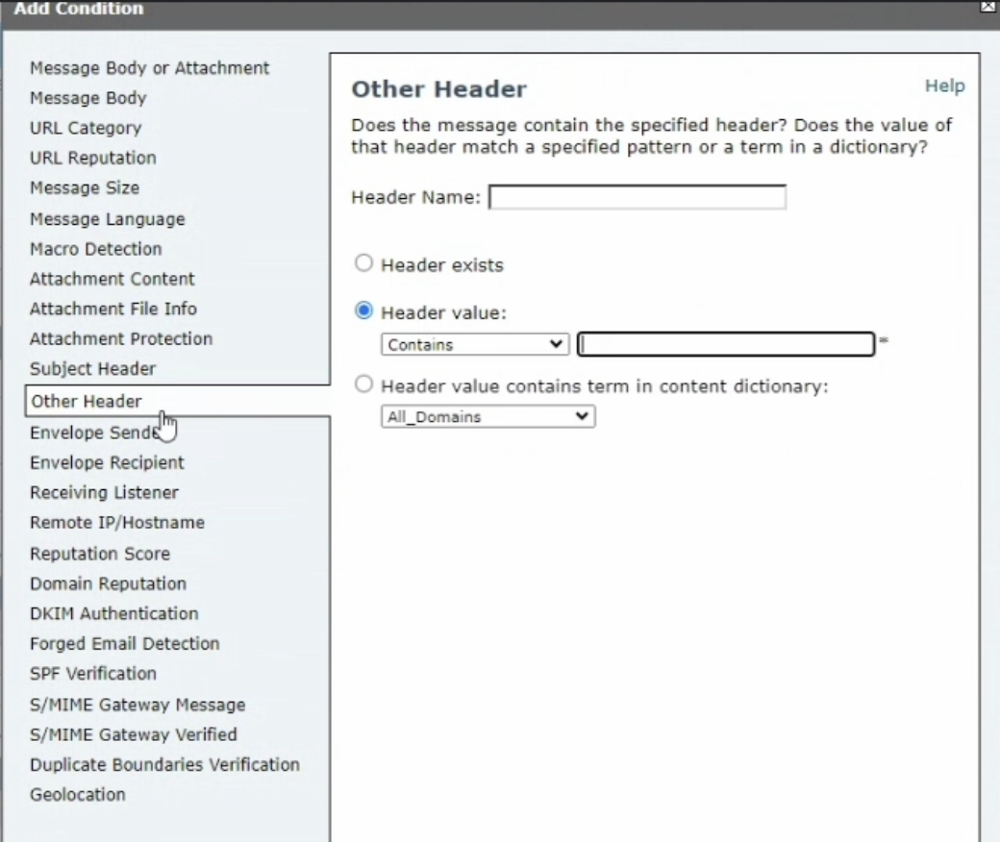 Add Condition
Message Body or Attachment
Message Body
URL Category
URL Reputation
Message Size
Message Language
Macro Detection
Attachment Content
Attachment File Info
Attachment Protection
Subject Header
Other Header
Envelope Sende
Envelope Recipient
Receiving Listener
Remote IP/Hostname
Reputation Score
Domain Reputation
DKIM Authentication
Forged Email Detection
SPF Verification
S/MIME Gateway Message
S/MIME Gateway Verified
Duplicate Boundaries Verification
Geolocation
Other Header Help
Does the message contain the specified header? Does the value of
that header match a specified pattern or a term in a dictionary?
Header Name:
Header exists
Header value:
Contains *
Header value contains term in content dictionary:
All_Domains